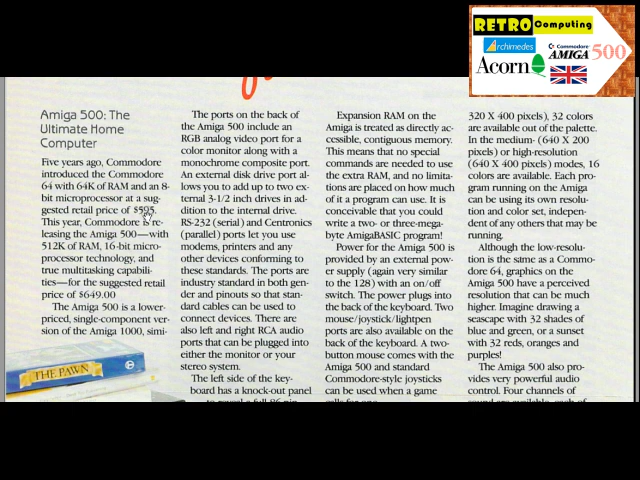 RETRO Computing
Archimedes
Acorn
Commodore
AMIGA 500
Amiga 500: The
Ultimate Home
Computer
Five years ago, Commodore
introduced the Commodore
64 with 64K of RAM and an 8-
bit microprocessor at a sug-
gested retail price of $595.
This year, Commodore is re-
leasing the Amiga 500—with
512K of RAM, 16-bit micro-
processor technology, and
true multitasking capabili-
ties—for the suggested retail
price of $649.00
The Amiga 500 is a lower-
priced, single-component ver-
sion of the Amiga 1000, simi-
THE PAWN
The ports on the back of
the Amiga 500 include an
RGB analog video port for a
color monitor along with a
monochrome composite port.
An external disk drive port al-
lows you to add up to two ex-
ternal 3-1/2 inch drives in ad-
dition to the internal drive.
RS-232 (serial) and Centronics
(parallel) ports let you use
modems, printers and any
other devices conforming to
these standards. The ports are
industry standard in both gen-
der and pinouts so that stan-
dard cables can be used to
connect devices. There are
also left and right RCA audio
ports that can be plugged into
either the monitor or your
stereo system.
The left side of the key-
board has a knock-out panel
to reveal a full 86 pin
Expansion RAM on the
Amiga is treated as directly ac-
cessible, contiguous memory.
This means that no special
commands are needed to use
the extra RAM, and no limita-
tions are placed on how much
of it a program can use. It is
conceivable that you could
write a two- or three-mega-
byte AmigaBASIC program!
Power for the Amiga 500 is
provided by an external pow-
er supply (again very similar
to the 128) with an on/off
switch. The power plugs into
the back of the keyboard. Two
mouse/joystick/lightpen
ports are also available on the
back of the keyboard. A two-
button mouse comes with the
Amiga 500 and standard
Commodore-style joysticks
can be used when a game
calls for one.
320 X 400 pixels), 32 colors
are available out of the palette.
In the medium- (640 X 200
pixels) or high-resolution
(640 X 400 pixels) modes, 16
colors are available. Each pro-
gram running on the Amiga
can be using its own resolu-
tion and color set, indepen-
dent of any others that may be
running.
Although the low-resolu-
tion is the same as a Commo-
dore 64, graphics on the
Amiga 500 have a perceived
resolution that can be much
higher. Imagine drawing a
seascape with 32 shades of
blue and green, or a sunset
with 32 reds, oranges and
purples!
The Amiga 500 also pro-
vides very powerful audio
control. Four channels of
sound are available, each of